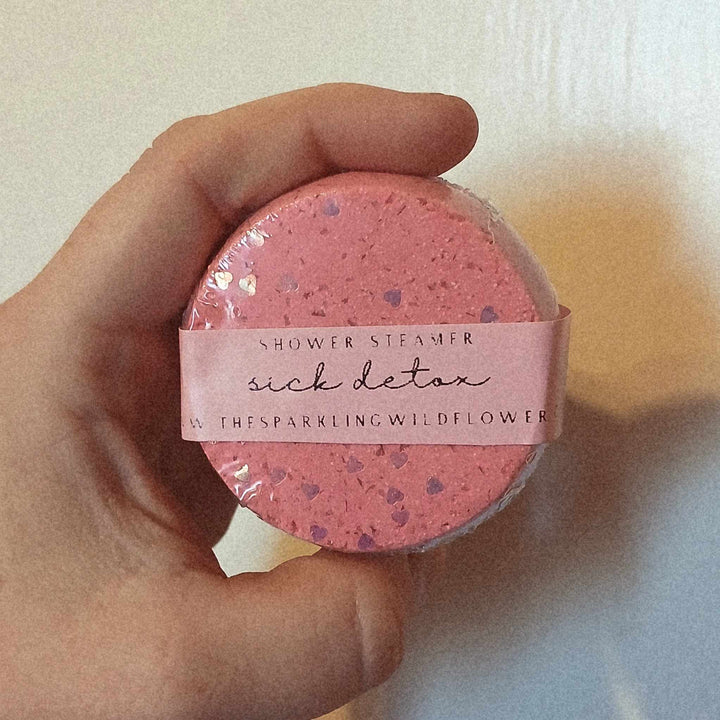 SHOWER STEAMER
sick detox
W THESPARKLINGWILDFLOWER